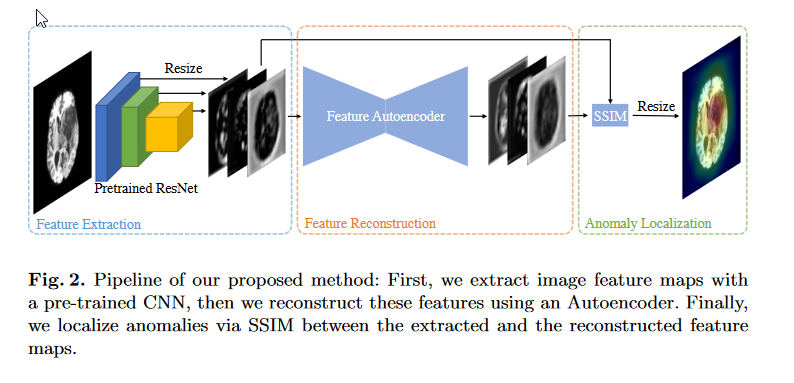 Resize
Pretrained ResNet
Feature Extraction
Feature Autoencoder
Feature Reconstruction
SSIM
Resize
Anomaly Localization
Fig. 2. Pipeline of our proposed method: First, we extract image feature maps with
a pre-trained CNN, then we reconstruct these features using an Autoencoder. Finally,
we localize anomalies via SSIM between the extracted and the reconstructed feature
maps.